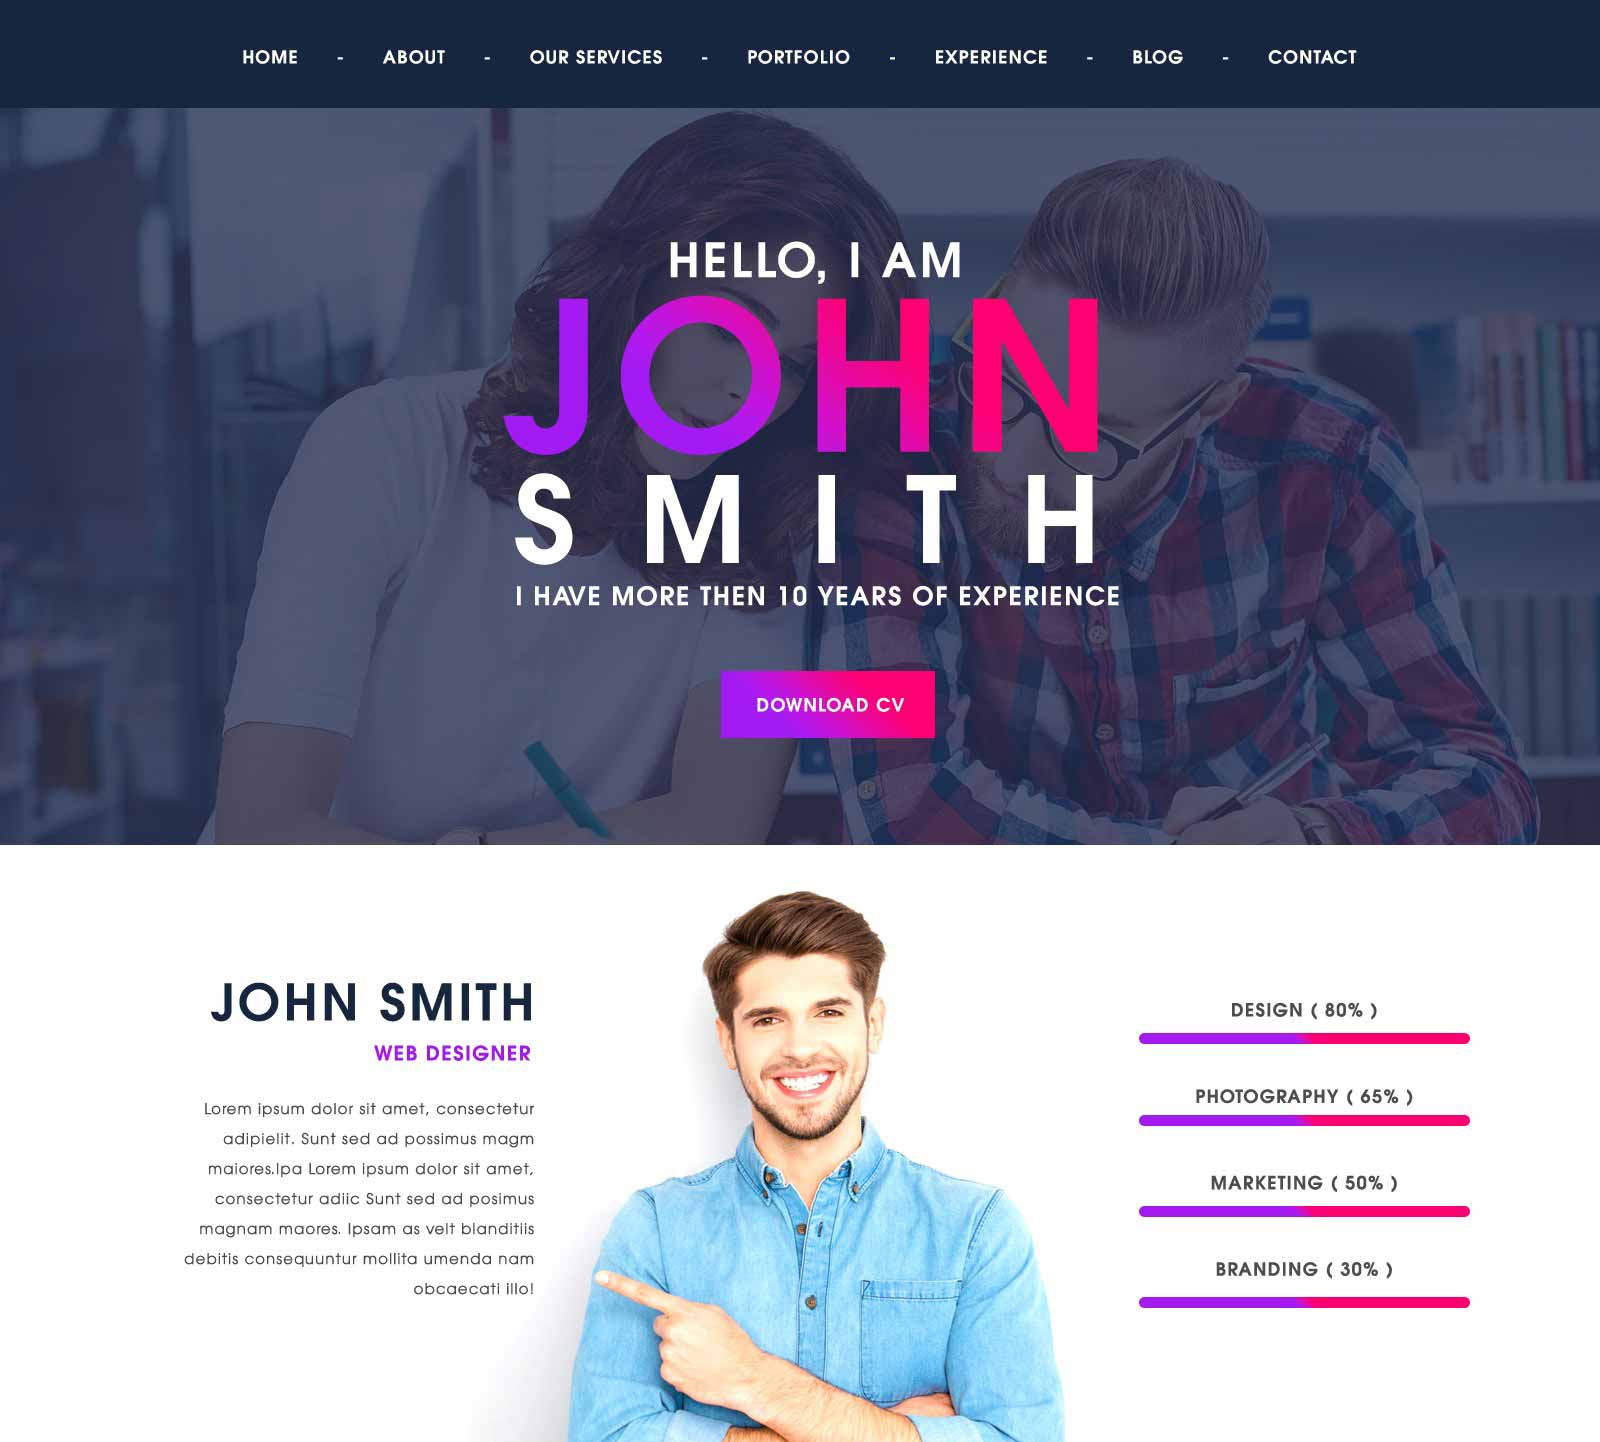 HOME - ABOUT - OUR SERVICES - PORTFOLIO - EXPERIENCE - BLOG - CONTACT
HELLO, I AM
JOHN
SMITH
I HAVE MORE THEN 10 YEARS OF EXPERIENCE
DOWNLOAD CV
JOHN SMITH
WEB DESIGNER
Lorem ipsum dolor sit amet, consectetur
adipielit. Sunt sed ad possimus magm
maiores.Ipa Lorem ipsum dolor sit amet,
consectetur adiic Sunt sed ad posimus
magnam maores. Ipsam as velt blanditiis
debitis consequuntur mollita umenda nam
obcaecati illo!
DESIGN ( 80% )
PHOTOGRAPHY ( 65% )
MARKETING ( 50% )
BRANDING ( 30% )